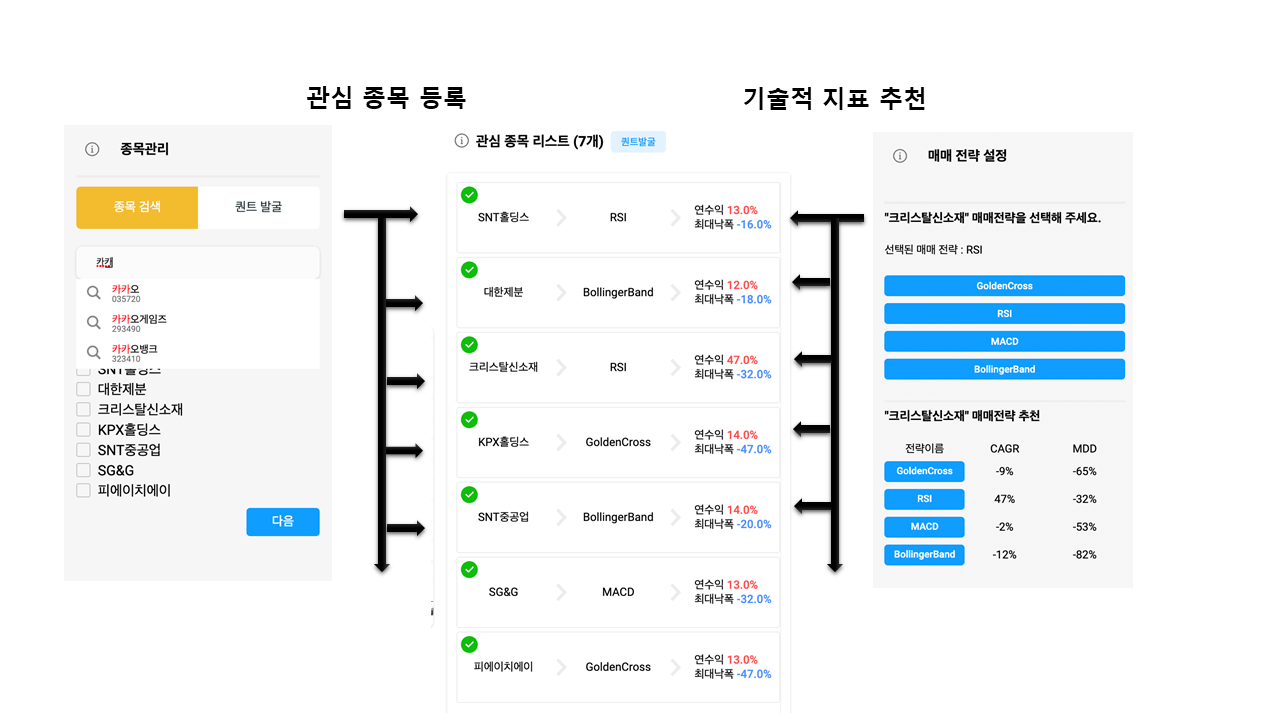 관심 종목 등록
기술적 지표 추천
종목관리
종목 검색
퀀트 발굴
카카
카카오
035720
카카오게임즈
293490
카카오뱅크
323410
SNT홀딩스
대한제분
크리스탈신소재
KPX홀딩스
SNT중공업
SG&G
피에이치에이
다음
관심 종목 리스트 (7개)
퀀트발굴
SNT홀딩스
RSI
연수익 13.0%
최대낙폭 -16.0%
대한제분
BollingerBand
연수익 12.0%
최대낙폭 -18.0%
크리스탈신소재
RSI
연수익 47.0%
최대낙폭 -32.0%
KPX홀딩스
GoldenCross
연수익 14.0%
최대낙폭 -47.0%
SNT중공업
BollingerBand
연수익 14.0%
최대낙폭 -20.0%
SG&G
MACD
연수익 13.0%
최대낙폭 -32.0%
피에이치에이
GoldenCross
연수익 13.0%
최대낙폭 -47.0%
매매 전략 설정
"크리스탈신소재" 매매전략을 선택해 주세요.
선택된 매매 전략 : RSI
GoldenCross
RSI
MACD
BollingerBand
"크리스탈신소재" 매매전략 추천
전략이름 CAGR MDD
GoldenCross -9% -65%
RSI 47% -32%
MACD -2% -53%
BollingerBand -12% -82%